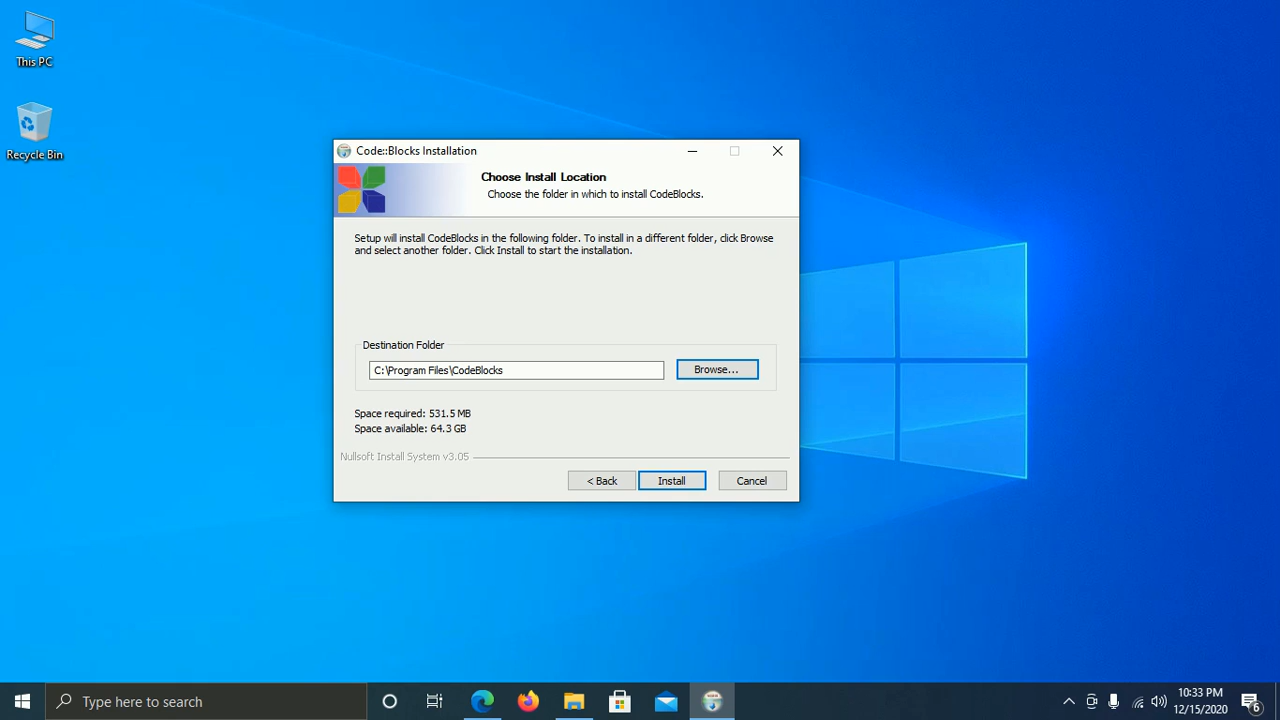 This PC
Recycle Bin
Code::Blocks Installation
Choose Install Location
Choose the folder in which to install CodeBlocks.
Setup will install CodeBlocks in the following folder. To install in a different folder, click Browse
and select another folder. Click Install to start the installation.
Destination Folder
C:\Program Files\CodeBlocks
Browse...
Space required: 531.5 MB
Space available: 64.3 GB
Nullsoft Install System v3.05
< Back
Install
Cancel
Type here to search
10:33 PM
12/15/2020
6